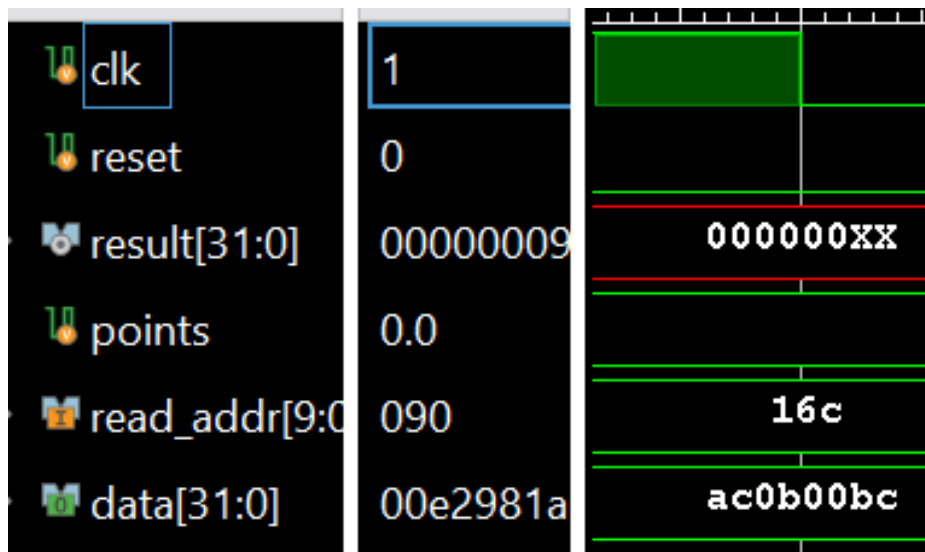 clk 1
reset 0
result[31:0] 00000009 000000XX
points 0.0
read_addr[9:0 090 16c
data[31:0] 00e2981a ac0b00bc